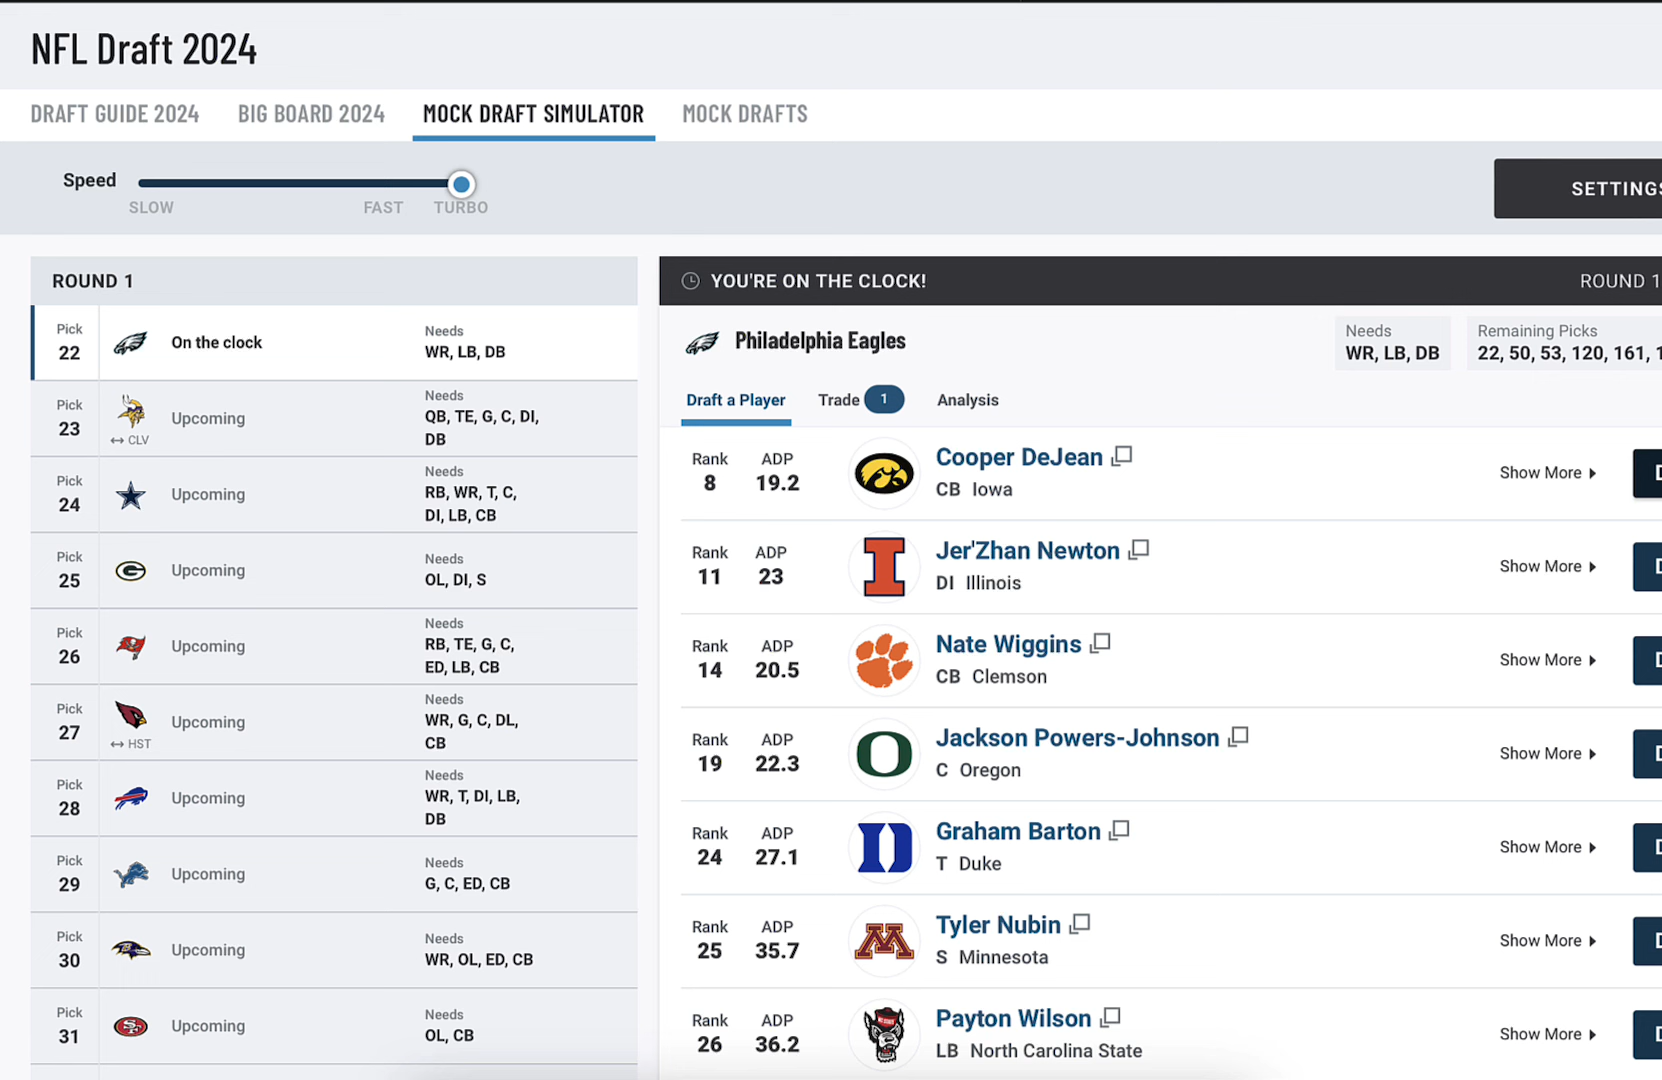 NFL Draft 2024
DRAFT GUIDE 2024 BIG BOARD 2024 MOCK DRAFT SIMULATOR MOCK DRAFTS
Speed
SLOW FAST TURBO
SETTINGS
ROUND 1
Pick 22 On the clock Needs
WR, LB, DB
Pick 23 CLV Upcoming Needs
QB, TE, G, C, DI,
DB
Pick 24 Upcoming Needs
RB, WR, T, C,
DI, LB, CB
Pick 25 Upcoming Needs
OL, DI, S
Pick 26 Upcoming Needs
RB, TE, G, C,
ED, LB, CB
Pick 27 HST Upcoming Needs
WR, G, C, DL,
CB
Pick 28 Upcoming Needs
WR, T, DI, LB,
DB
Pick 29 Upcoming Needs
G, C, ED, CB
Pick 30 Upcoming Needs
WR, OL, ED, CB
Pick 31 Upcoming Needs
OL, CB
YOU'RE ON THE CLOCK! ROUND 1
Philadelphia Eagles
Needs
WR, LB, DB
Remaining Picks
22, 50, 53, 120, 161, 1
Draft a Player Trade 1 Analysis
Rank 8 ADP 19.2 Cooper DeJean
CB Iowa
Show More D
Rank 11 ADP 23 Jer'Zhan Newton
DI Illinois
Show More D
Rank 14 ADP 20.5 Nate Wiggins
CB Clemson
Show More D
Rank 19 ADP 22.3 Jackson Powers-Johnson
C Oregon
Show More D
Rank 24 ADP 27.1 Graham Barton
T Duke
Show More D
Rank 25 ADP 35.7 Tyler Nubin
S Minnesota
Show More D
Rank 26 ADP 36.2 Payton Wilson
LB North Carolina State
Show More D